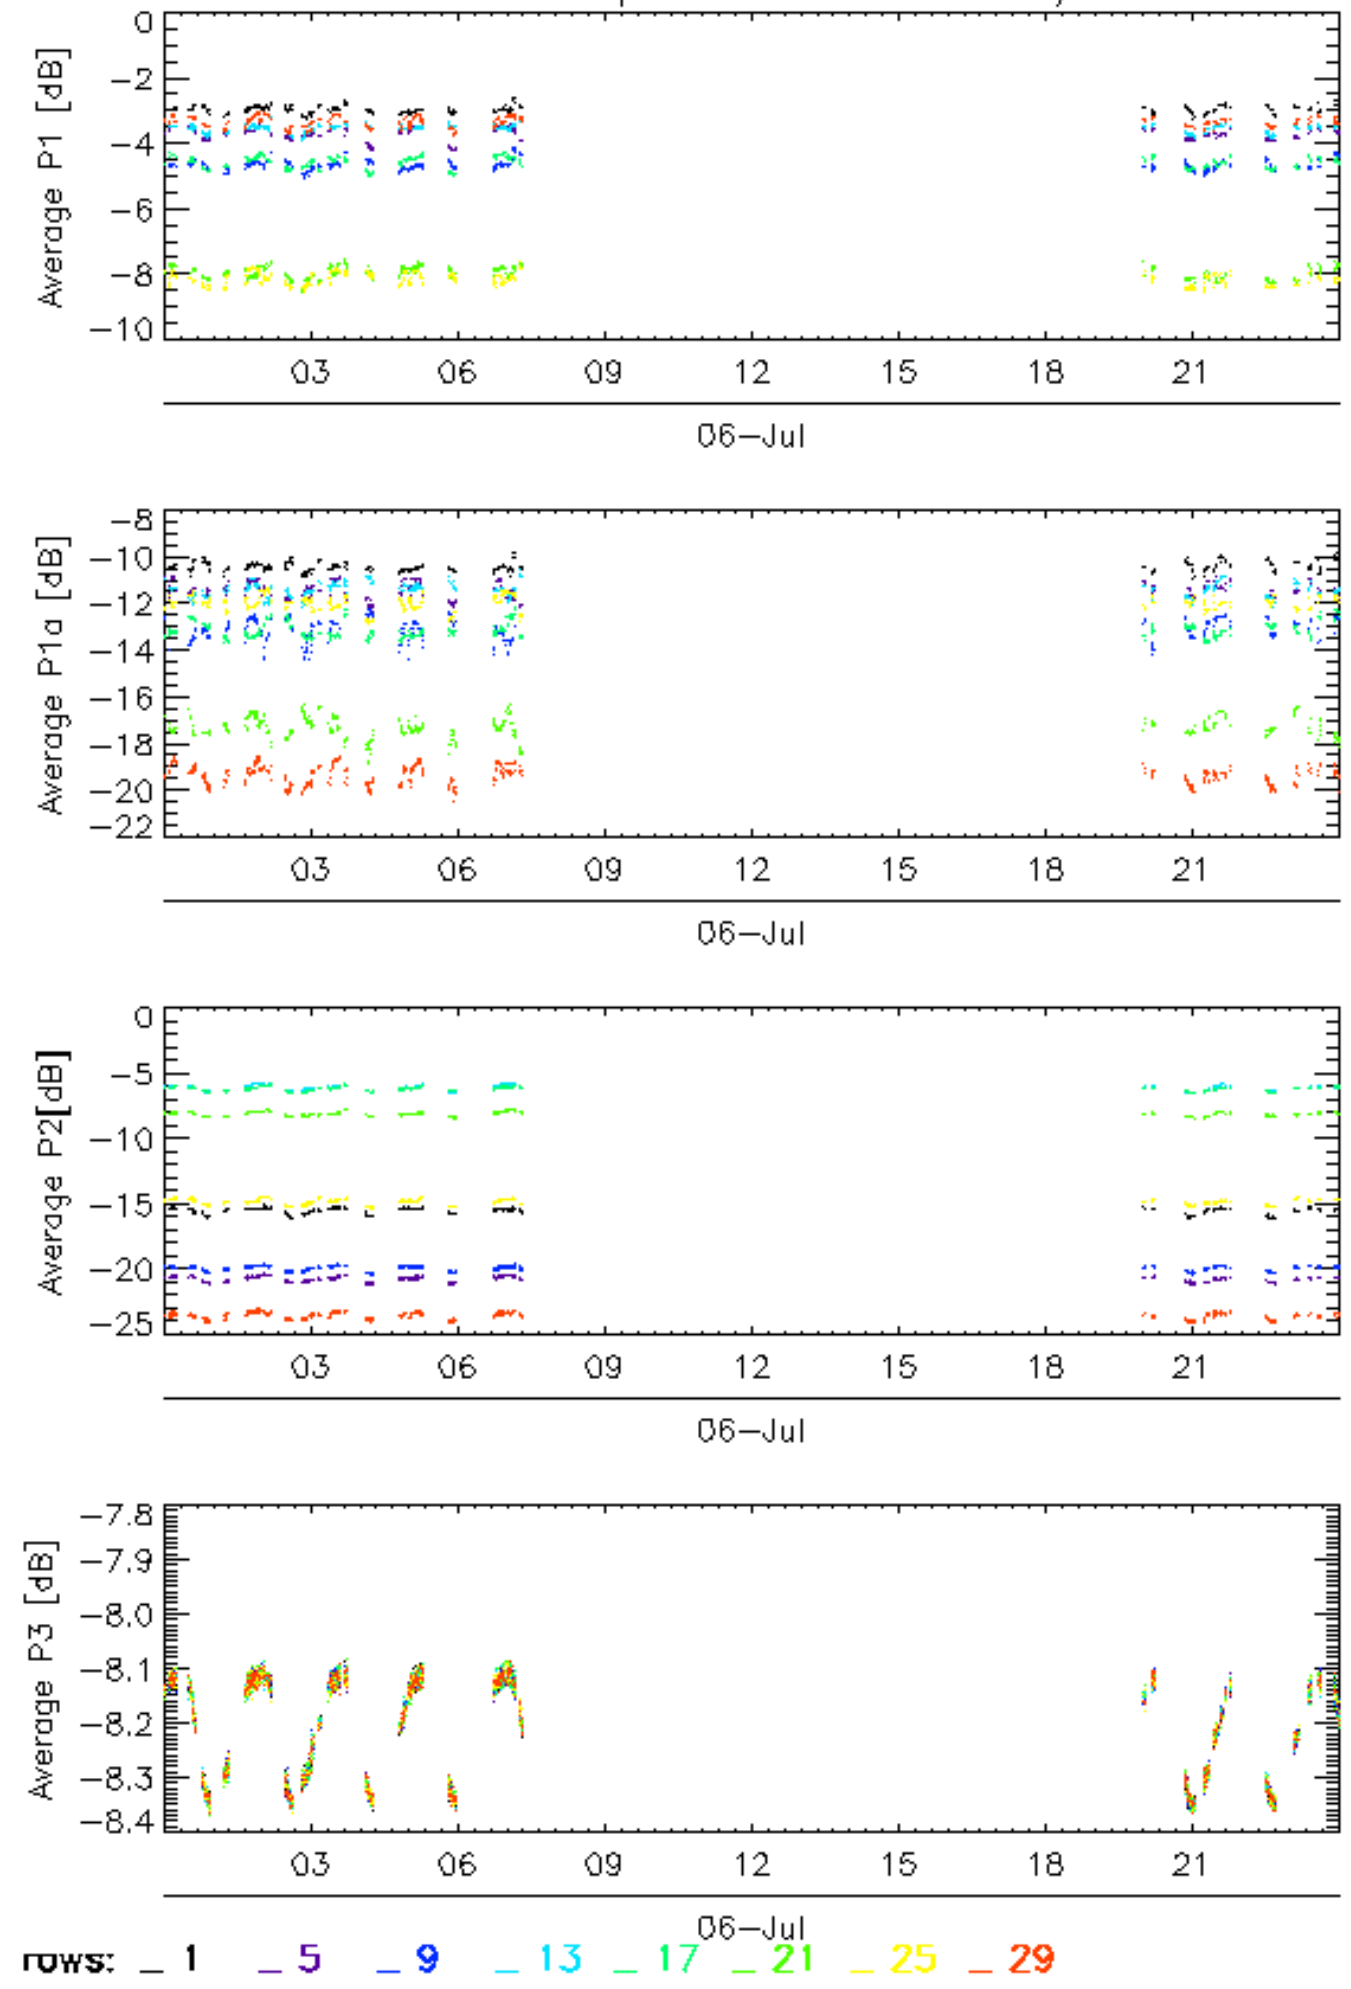 Average P1 [dB]
0
−2
−4
−6
−8
−10
03 06 09 12 15 18 21
06−Jul
Average P1a [dB]
−8
−10
−12
−14
−16
−18
−20
−22
03 06 09 12 15 18 21
06−Jul
Average P2[dB]
0
−5
−10
−15
−20
−25
03 06 09 12 15 18 21
06−Jul
Average P3 [dB]
−7.8
−7.9
−8.0
−8.1
−8.2
−8.3
−8.4
03 06 09 12 15 18 21
06−Jul
rows: _ 1 _ 5 _ 9 _ 13 _ 17 _ 21 _ 25 _ 29